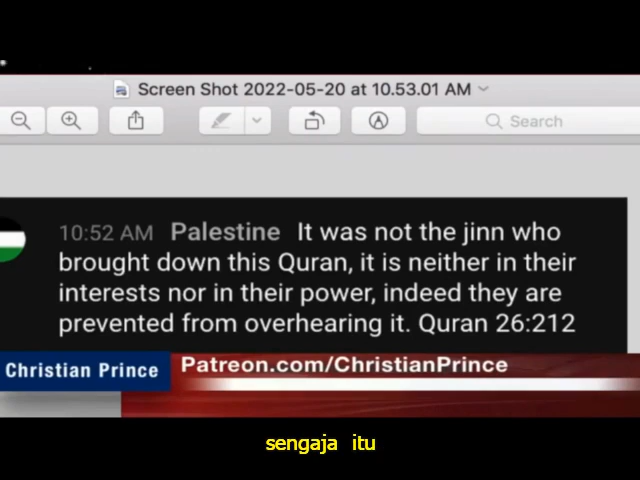 Screen Shot 2022-05-20 at 10.53.01 AM
Search
10:52 AM Palestine It was not the jinn who
brought down this Quran, it is neither in their
interests nor in their power, indeed they are
prevented from overhearing it. Quran 26:212
Christian Prince
Patreon.com/ChristianPrince
sengaja itu